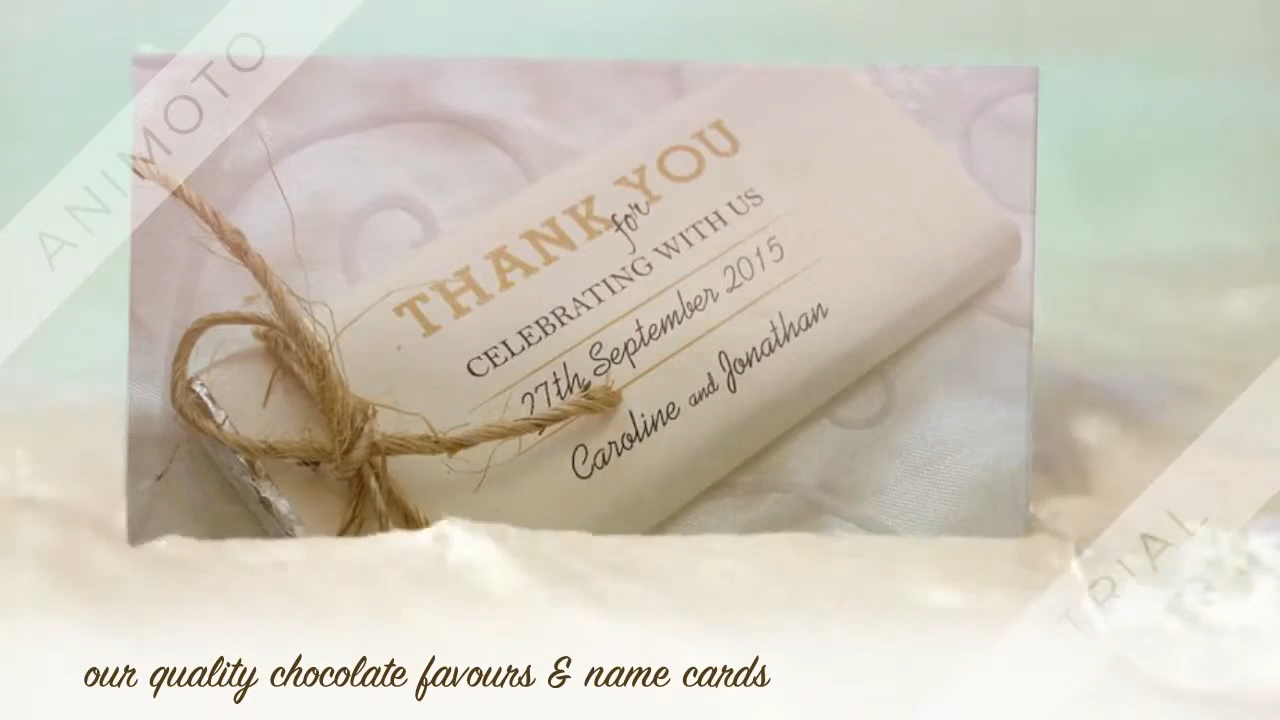 ANIMOTO
THANK YOU
for
CELEBRATING WITH US
27th September 2015
Caroline and Jonathan
TRIAL
our quality chocolate favours & name cards